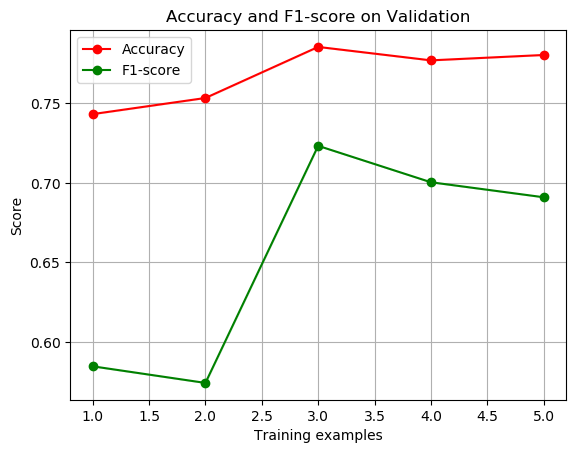 Accuracy and F1-score on Validation
Accuracy
F1-score
0.75
0.70
0.65
0.60
Score
1.0 1.5 2.0 2.5 3.0 3.5 4.0 4.5 5.0
Training examples